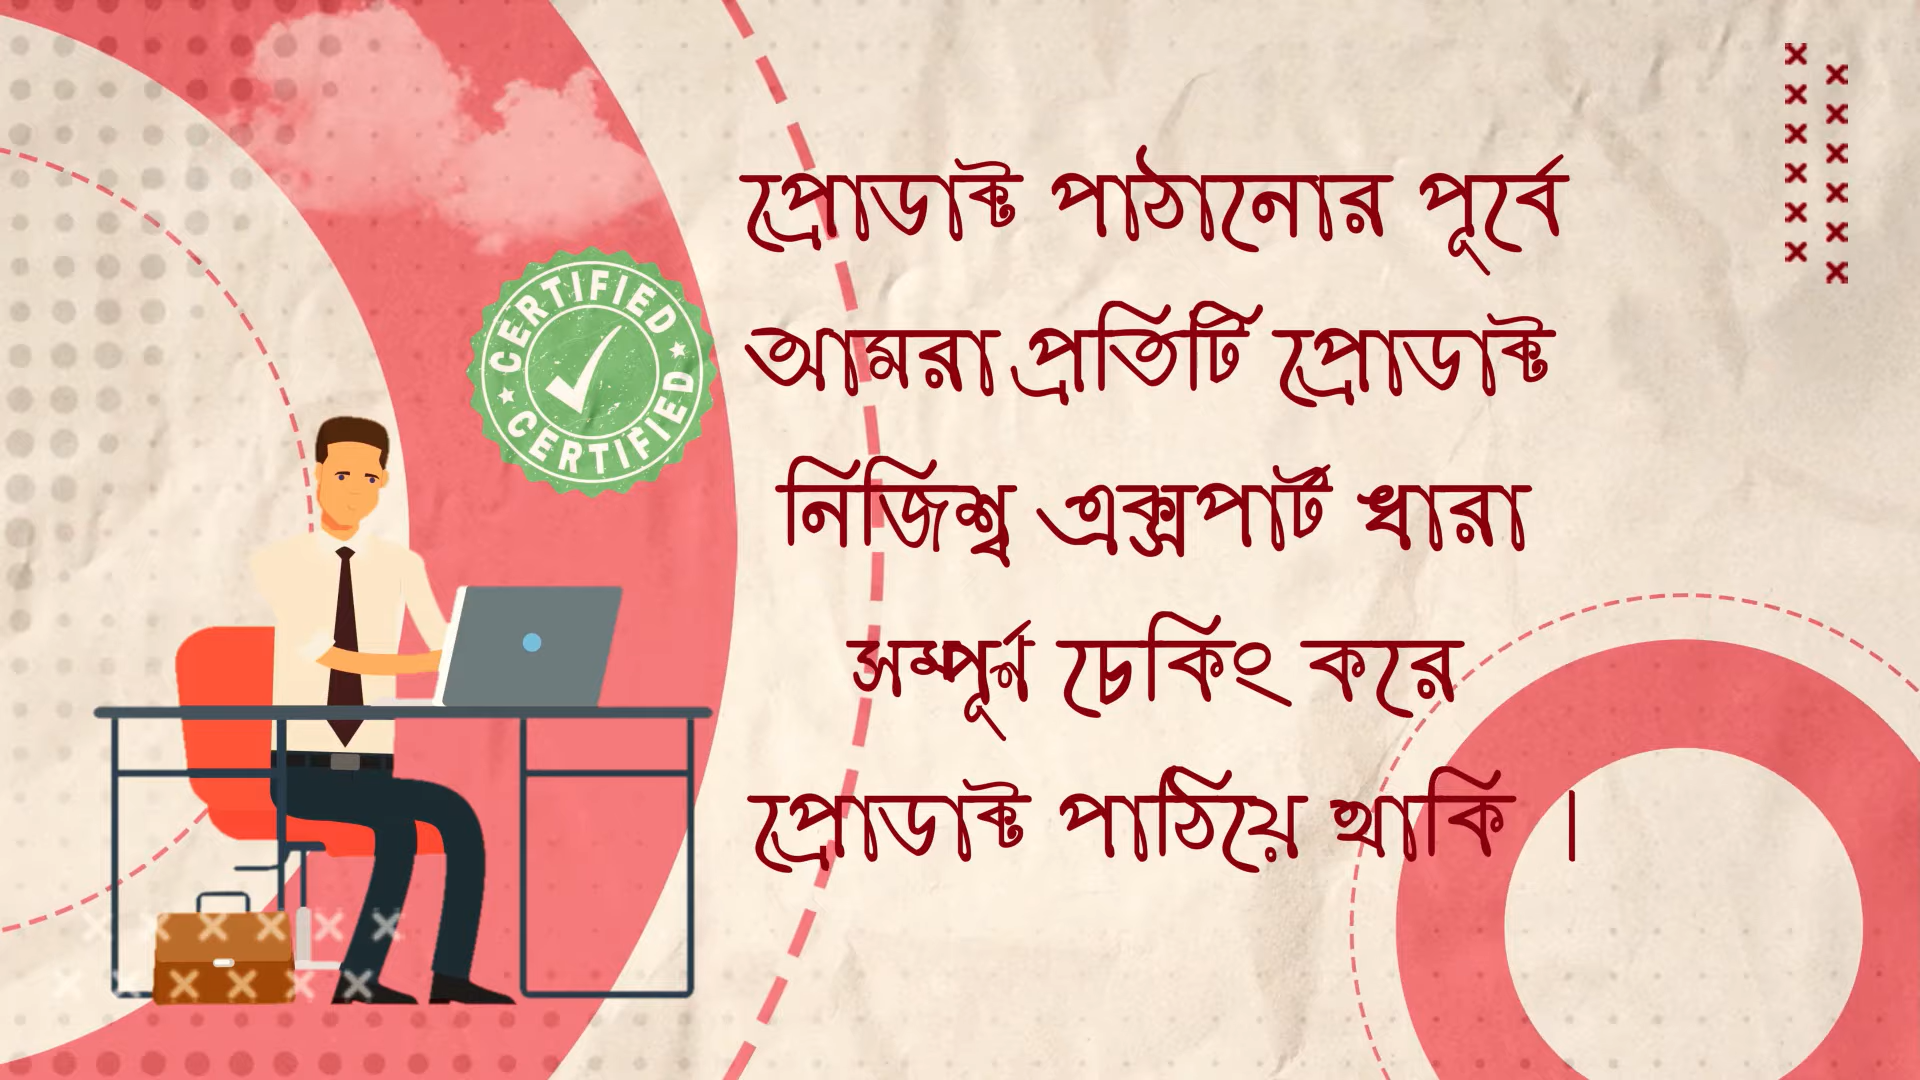 CERTIFIED
CERTIFIED
প্রোডাক্ট পাঠানোর পূর্বে
আমরা প্রতিটি প্রোডাক্ট
নিজিশ্ব এক্সপার্ট ধারা
সম্পূর্ণ চেকিং করে
প্রোডাক্ট পাঠিয়ে থাকি ।